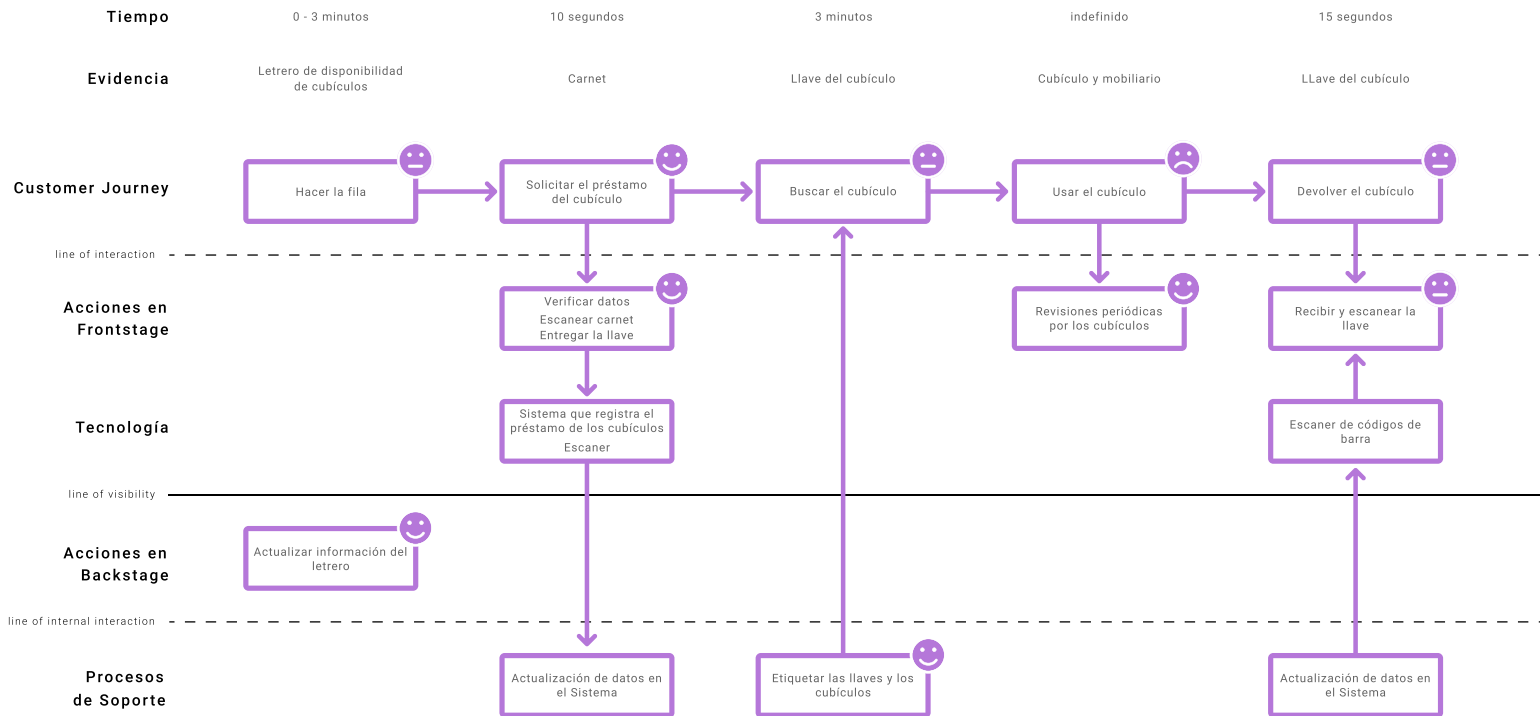 Tiempo
0 - 3 minutos
10 segundos
3 minutos
indefinido
15 segundos
Evidencia
Letrero de disponibilidad
de cubículos
Carnet
Llave del cubículo
Cubículo y mobiliario
LLave del cubículo
Customer Journey
Hacer la fila
Solicitar el préstamo
del cubículo
Buscar el cubículo
Usar el cubículo
Devolver el cubículo
line of interaction
Acciones en
Frontstage
Verificar datos
Escanear carnet
Entregar la llave
Revisiones periódicas
por los cubículos
Recibir y escanear la
llave
Tecnología
Sistema que registra el
préstamo de los cubículos
Escaner
Escaner de códigos de
barra
line of visibility
Acciones en
Backstage
Actualizar información del
letrero
line of internal interaction
Procesos
de Soporte
Actualización de datos en
el Sistema
Etiquetar las llaves y los
cubículos
Actualización de datos en
el Sistema